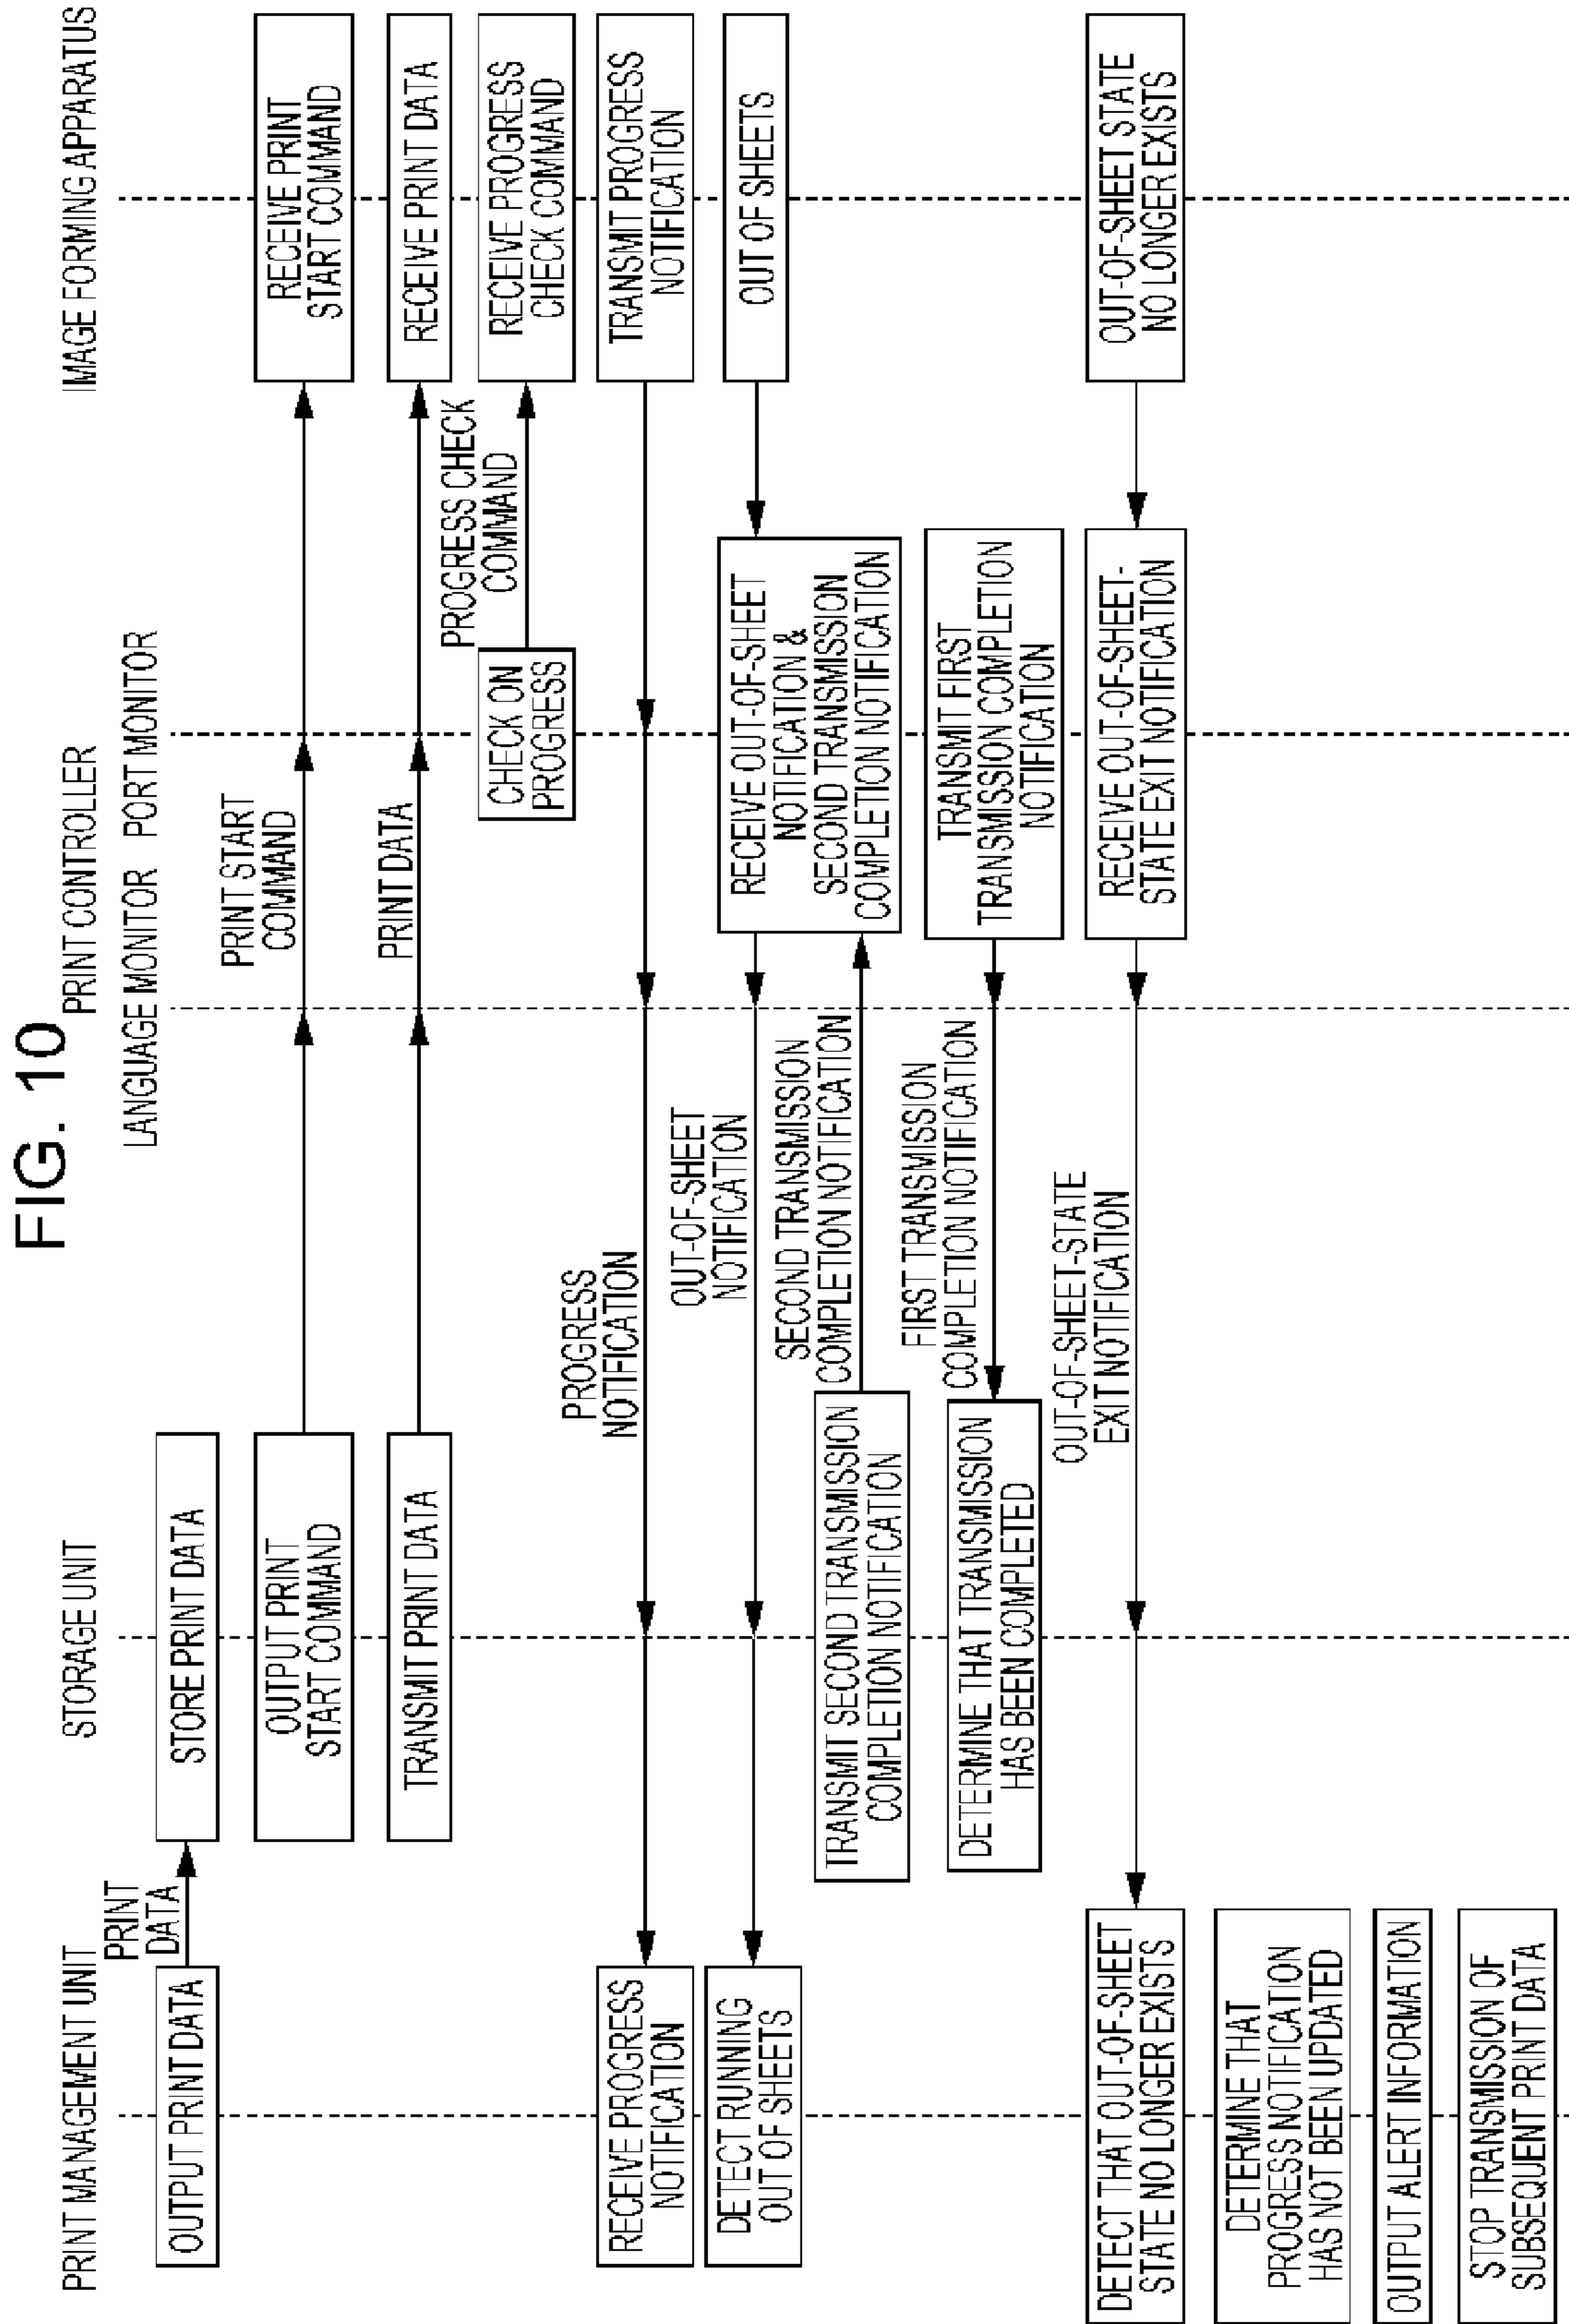 FIG. 10
PRINT MANAGEMENT UNIT
STORAGE UNIT
PRINT CONTROLLER
LANGUAGE MONITOR
PORT MONITOR
IMAGE FORMING APPARATUS
OUTPUT PRINT DATA
PRINT
DATA
STORE PRINT DATA
OUTPUT PRINT
START COMMAND
PRINT START
COMMAND
RECEIVE PRINT
START COMMAND
TRANSMIT PRINT DATA
PRINT DATA
RECEIVE PRINT DATA
CHECK ON
PROGRESS
PROGRESS CHECK
COMMAND
RECEIVE PROGRESS
CHECK COMMAND
TRANSMIT PROGRESS
NOTIFICATION
PROGRESS
NOTIFICATION
RECEIVE PROGRESS
NOTIFICATION
OUT OF SHEETS
RECEIVE OUT-OF-SHEET
NOTIFICATION &
SECOND TRANSMISSION
COMPLETION NOTIFICATION
OUT-OF-SHEET
NOTIFICATION
DETECT RUNNING
OUT OF SHEETS
TRANSMIT SECOND TRANSMISSION
COMPLETION NOTIFICATION
SECOND TRANSMISSION
COMPLETION NOTIFICATION
TRANSMIT FIRST
TRANSMISSION COMPLETION
NOTIFICATION
FIRST TRANSMISSION
COMPLETION NOTIFICATION
DETERMINE THAT TRANSMISSION
HAS BEEN COMPLETED
OUT-OF-SHEET STATE
NO LONGER EXISTS
RECEIVE OUT-OF-SHEET-
STATE EXIT NOTIFICATION
OUT-OF-SHEET-STATE
EXIT NOTIFICATION
DETECT THAT OUT-OF-SHEET
STATE NO LONGER EXISTS
DETERMINE THAT
PROGRESS NOTIFICATION
HAS NOT BEEN UPDATED
OUTPUT ALERT INFORMATION
STOP TRANSMISSION OF
SUBSEQUENT PRINT DATA